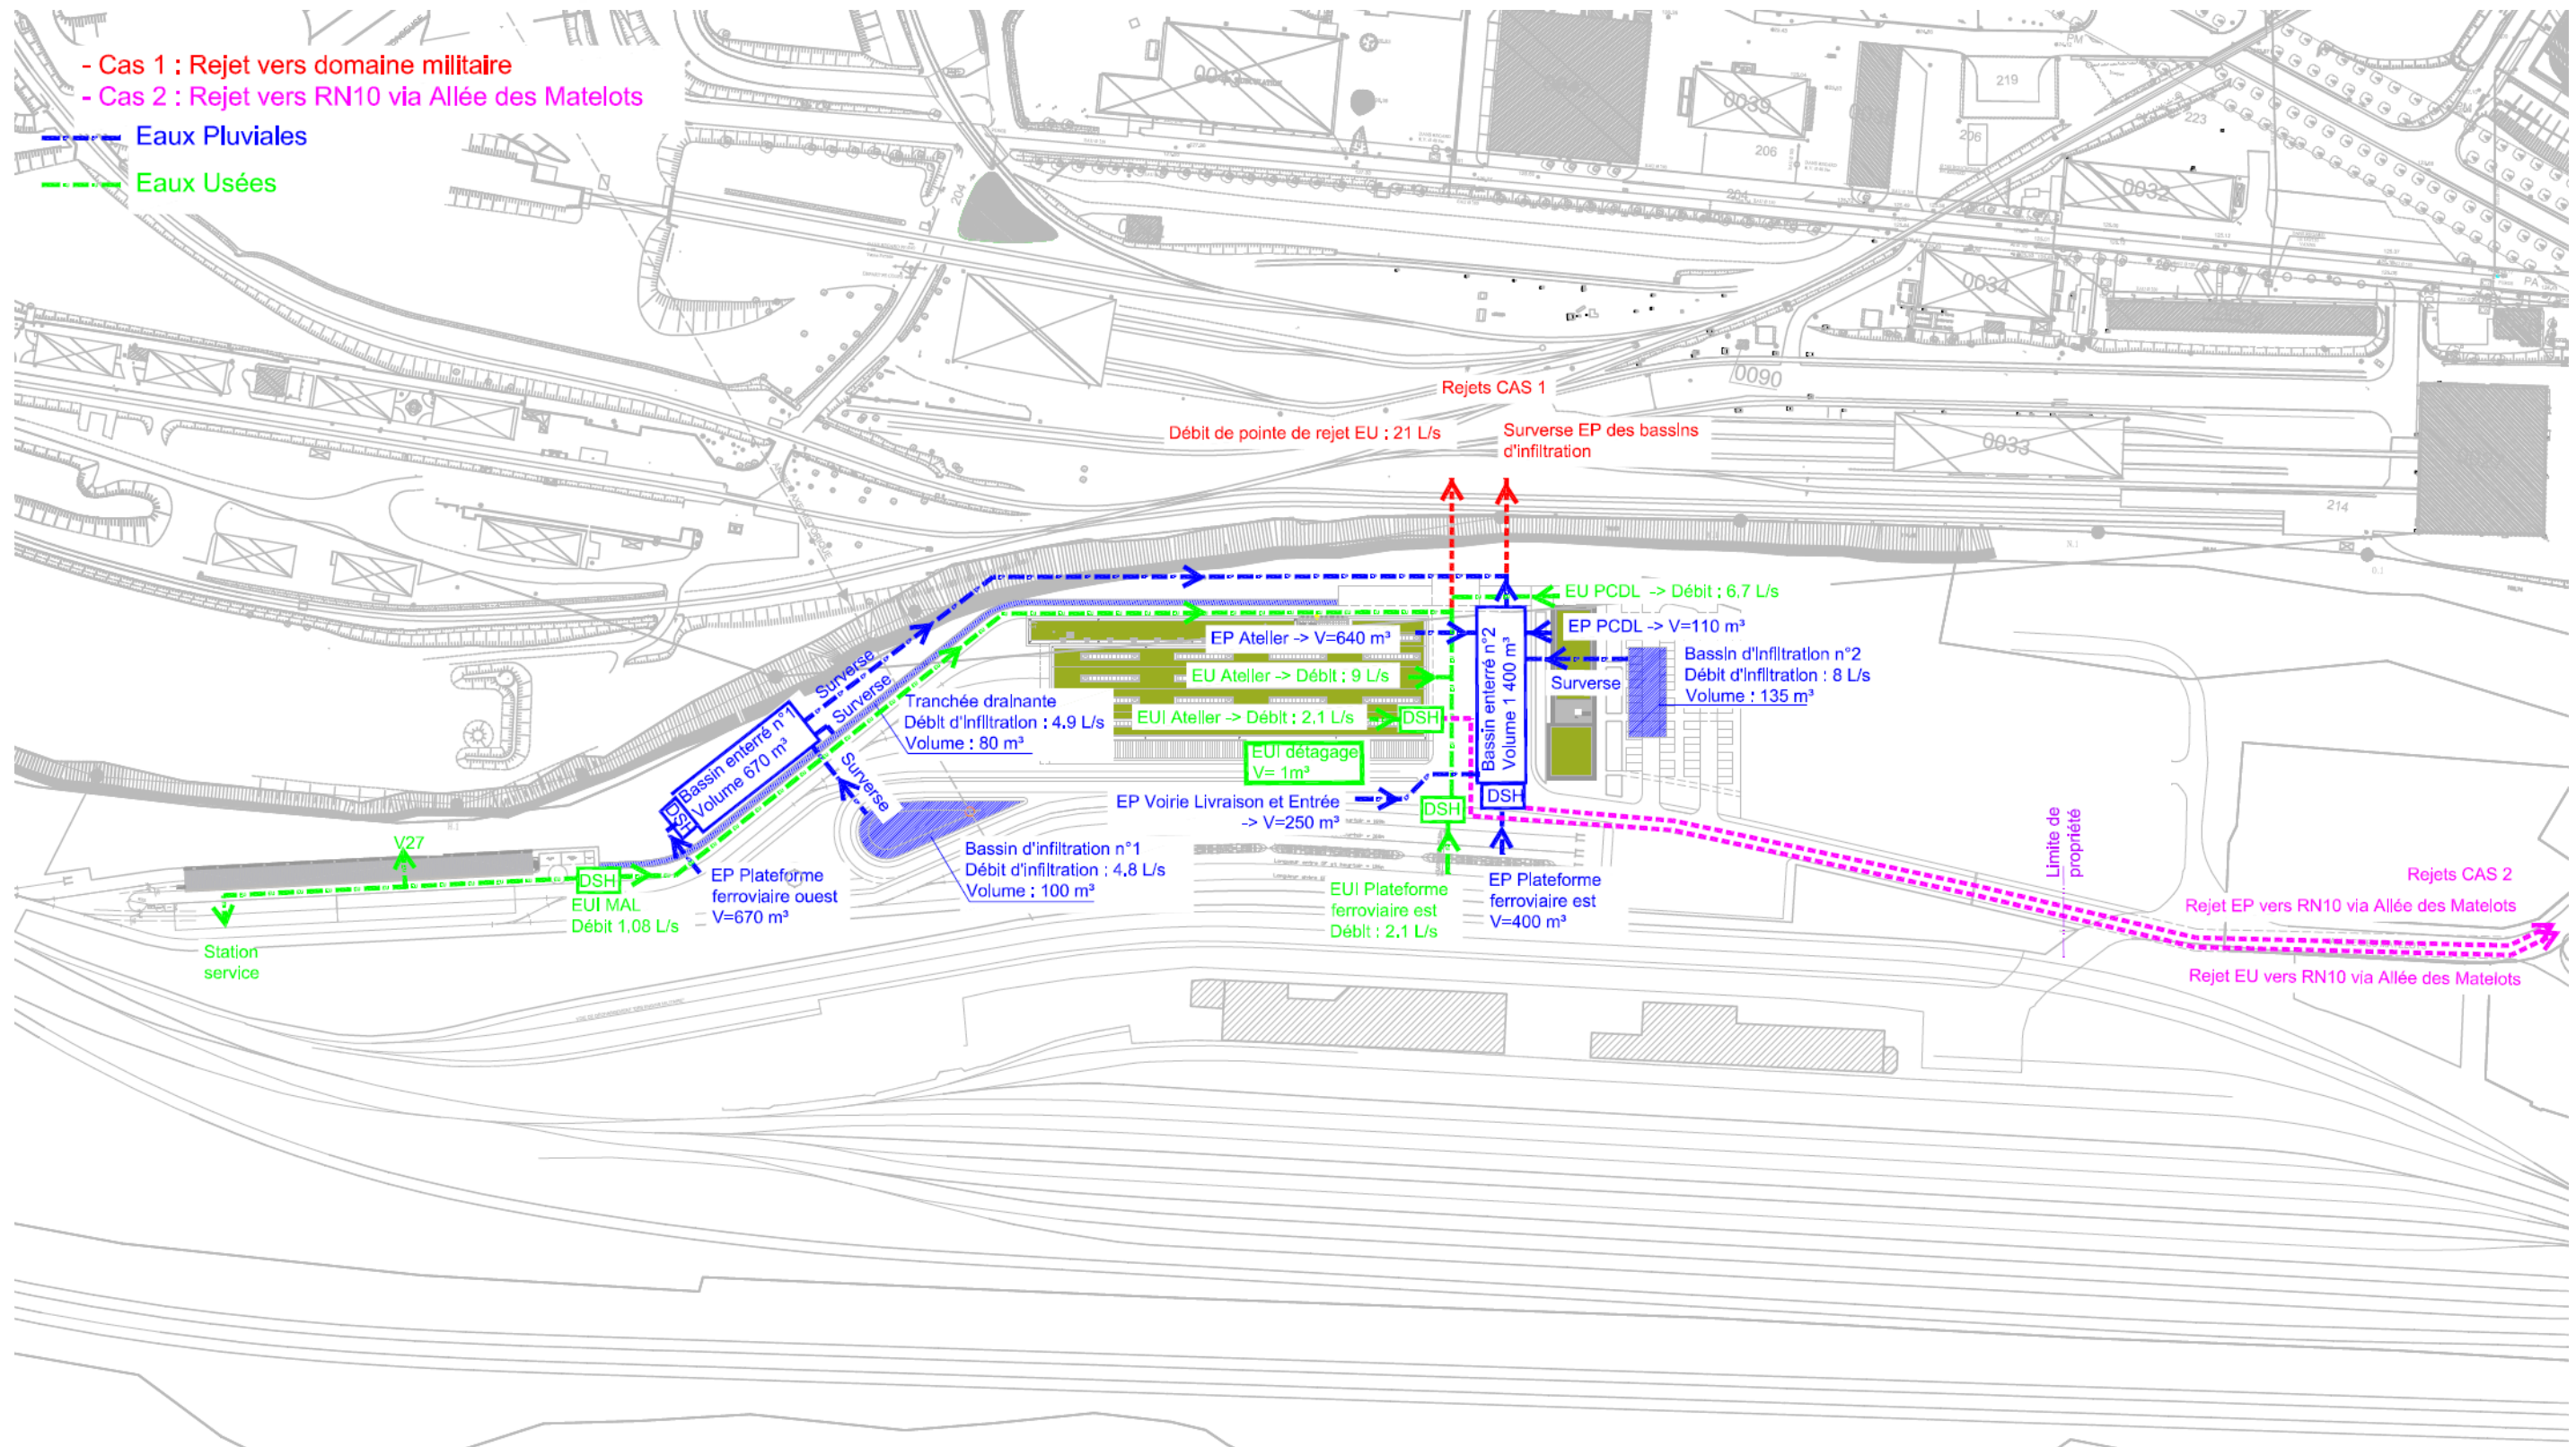 - Cas 1 : Rejet vers domaine militaire
- Cas 2 : Rejet vers RN10 via Allée des Matelots
Eaux Pluviales
Eaux Usées
0043
0039
219
206
206
223
PM
PM
204
204
0032
0034
PA
0090
0033
214
Rejets CAS 1
Débit de pointe de rejet EU : 21 L/s
Surverse EP des bassins
d'infiltration
EU PCDL -> Débit : 6.7 L/s
EP Atelier -> V=640 m³
EP PCDL -> V=110 m³
EU Atelier -> Débit : 9 L/s
EUI Atelier -> Débit : 2.1 L/s
DSH
EUI détagage
V= 1m³
Bassin enterré n°2
Volume 1 400 m³
DSH
Surverse
Bassin d'infiltration n°2
Débit d'infiltration : 8 L/s
Volume : 135 m³
Surverse
Surverse
Tranchée drainante
Débit d'infiltration : 4.9 L/s
Volume : 80 m³
Bassin enterré n°1
Volume 670 m³
DSH
Surverse
EP Voirie Livraison et Entrée
-> V=250 m³
DSH
Bassin d'infiltration n°1
Débit d'infiltration : 4,8 L/s
Volume : 100 m³
V27
DSH
EUI MAL
Débit 1,08 L/s
EP Plateforme
ferroviaire ouest
V=670 m³
Station
service
EUI Plateforme
ferroviaire est
Débit : 2.1 L/s
EP Plateforme
ferroviaire est
V=400 m³
Limite de
propriété
Rejets CAS 2
Rejet EP vers RN10 via Allée des Matelots
Rejet EU vers RN10 via Allée des Matelots